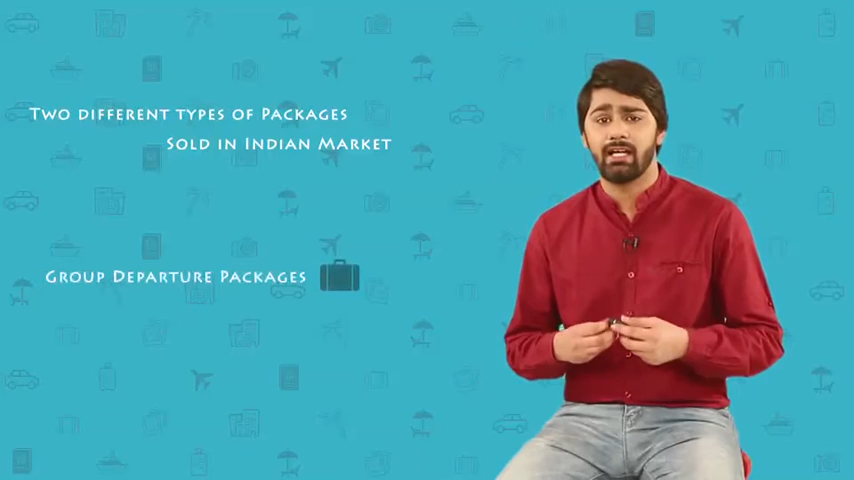 Two different types of Packages
Sold in Indian Market
Group Departure Packages